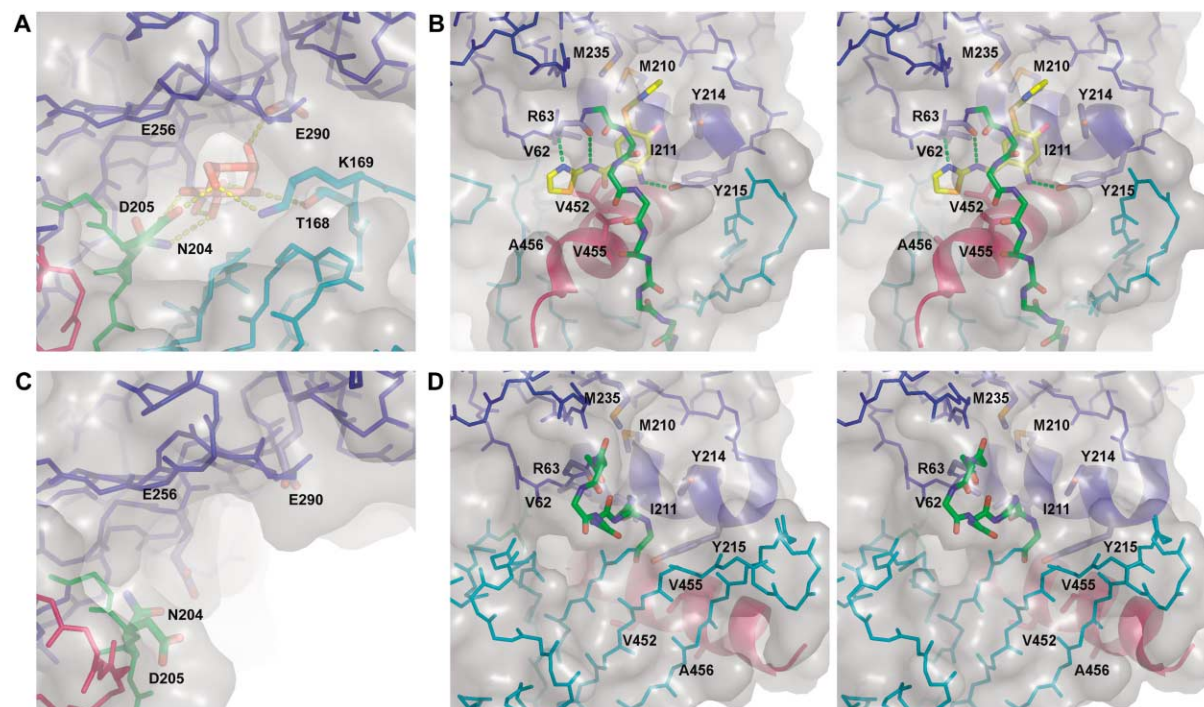 A
E256
E290
K169
D205
T168
N204
B
M235
M210
R63
Y214
V62
I211
V452
Y215
A456
V455
M235
M210
R63
Y214
V62
I211
V452
Y215
A456
V455
C
E256
E290
N204
D205
D
M235
M210
R63
Y214
V62
I211
Y215
V455
V452
A456
M235
M210
R63
Y214
V62
I211
Y215
V455
V452
A456